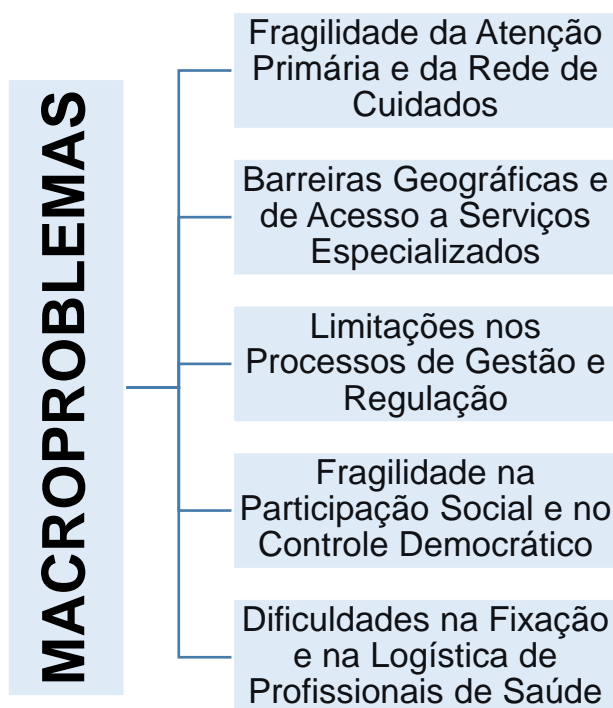 MACROPROBLEMAS
Fragilidade da Atenção
Primária e da Rede de
Cuidados
Barreiras Geográficas e
de Acesso a Serviços
Especializados
Limitações nos
Processos de Gestão e
Regulação
Fragilidade na
Participação Social e no
Controle Democrático
Dificuldades na Fixação
e na Logística de
Profissionais de Saúde